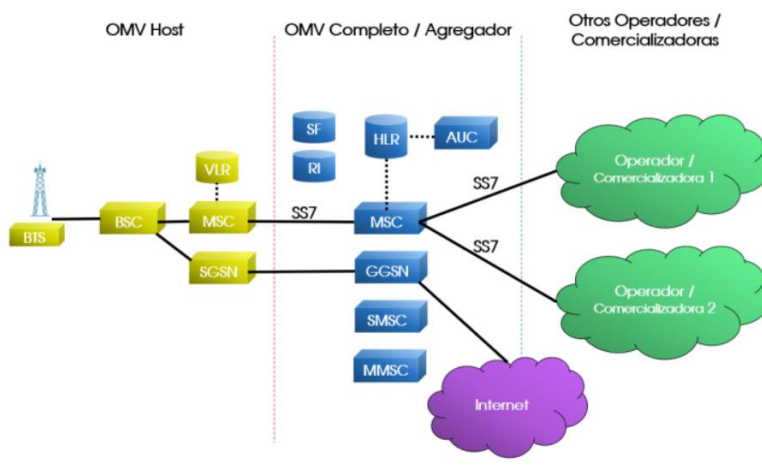 OMV Host
OMV Completo / Agregador
Otros Operadores /
Comercializadoras
SF
HLR
AUC
VLR
RI
Operador /
Comercializadora 1
SS7
BTS
BSC
MSC
SS7
MSC
SS7
SGSN
GGSN
Operador /
Comercializadora 2
SMSC
MMSC
Internet